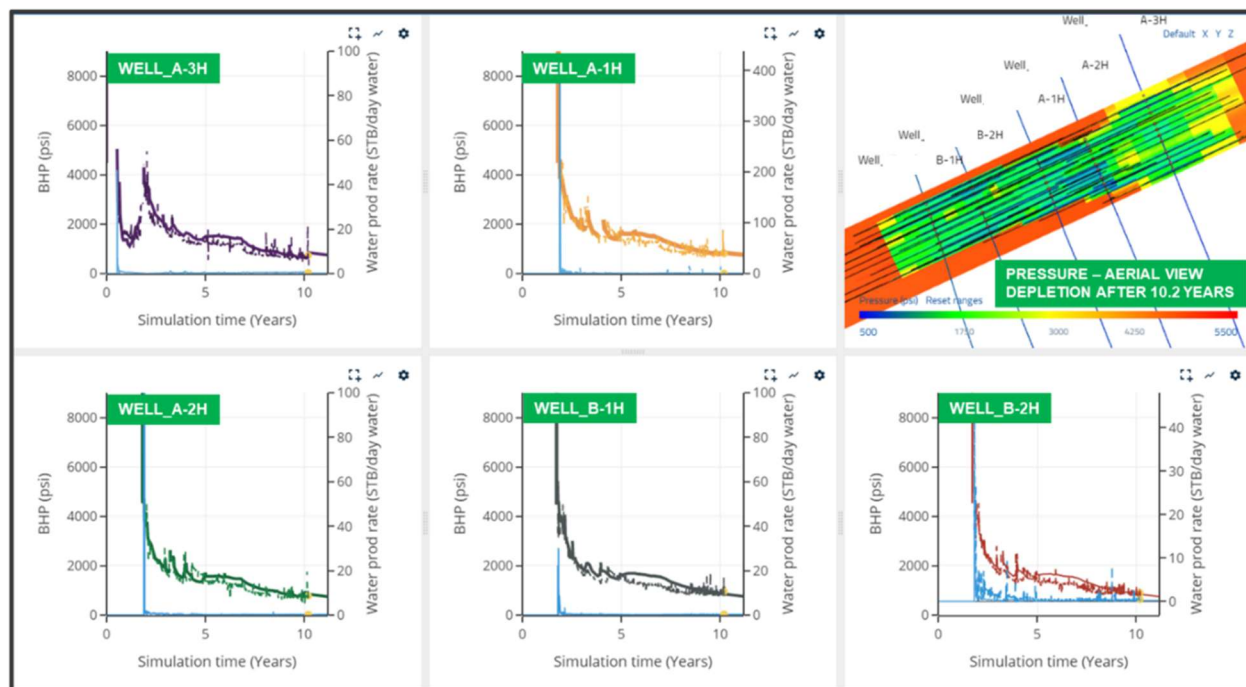 WELL_A-3H
BHP (psi)
8000
6000
4000
2000
0
0
5
10
Simulation time (Years)
100
80
60
40
20
0
Water prod rate (STB/day water)
WELL_A-1H
BHP (psi)
8000
6000
4000
2000
0
0
5
10
Simulation time (Years)
400
300
200
100
0
Water prod rate (STB/day water)
Well_ A-3H
Default X Y Z
Well_ A-2H
Well_ A-1H
Well_ B-2H
Well_ B-1H
PRESSURE – AERIAL VIEW
DEPLETION AFTER 10.2 YEARS
Pressure (psi) Reset ranges
500 1750 3000 4250 5500
WELL_A-2H
BHP (psi)
8000
6000
4000
2000
0
0
5
10
Simulation time (Years)
100
80
60
40
20
0
Water prod rate (STB/day water)
WELL_B-1H
BHP (psi)
8000
6000
4000
2000
0
0
5
10
Simulation time (Years)
100
80
60
40
20
0
Water prod rate (STB/day water)
WELL_B-2H
BHP (psi)
8000
6000
4000
2000
0
0
5
10
Simulation time (Years)
40
30
20
10
0
Water prod rate (STB/day water)